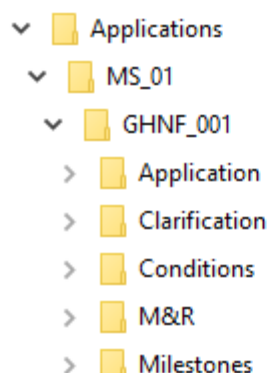 Applications
MS_01
GHNF_001
Application
Clarification
Conditions
M&R
Milestones